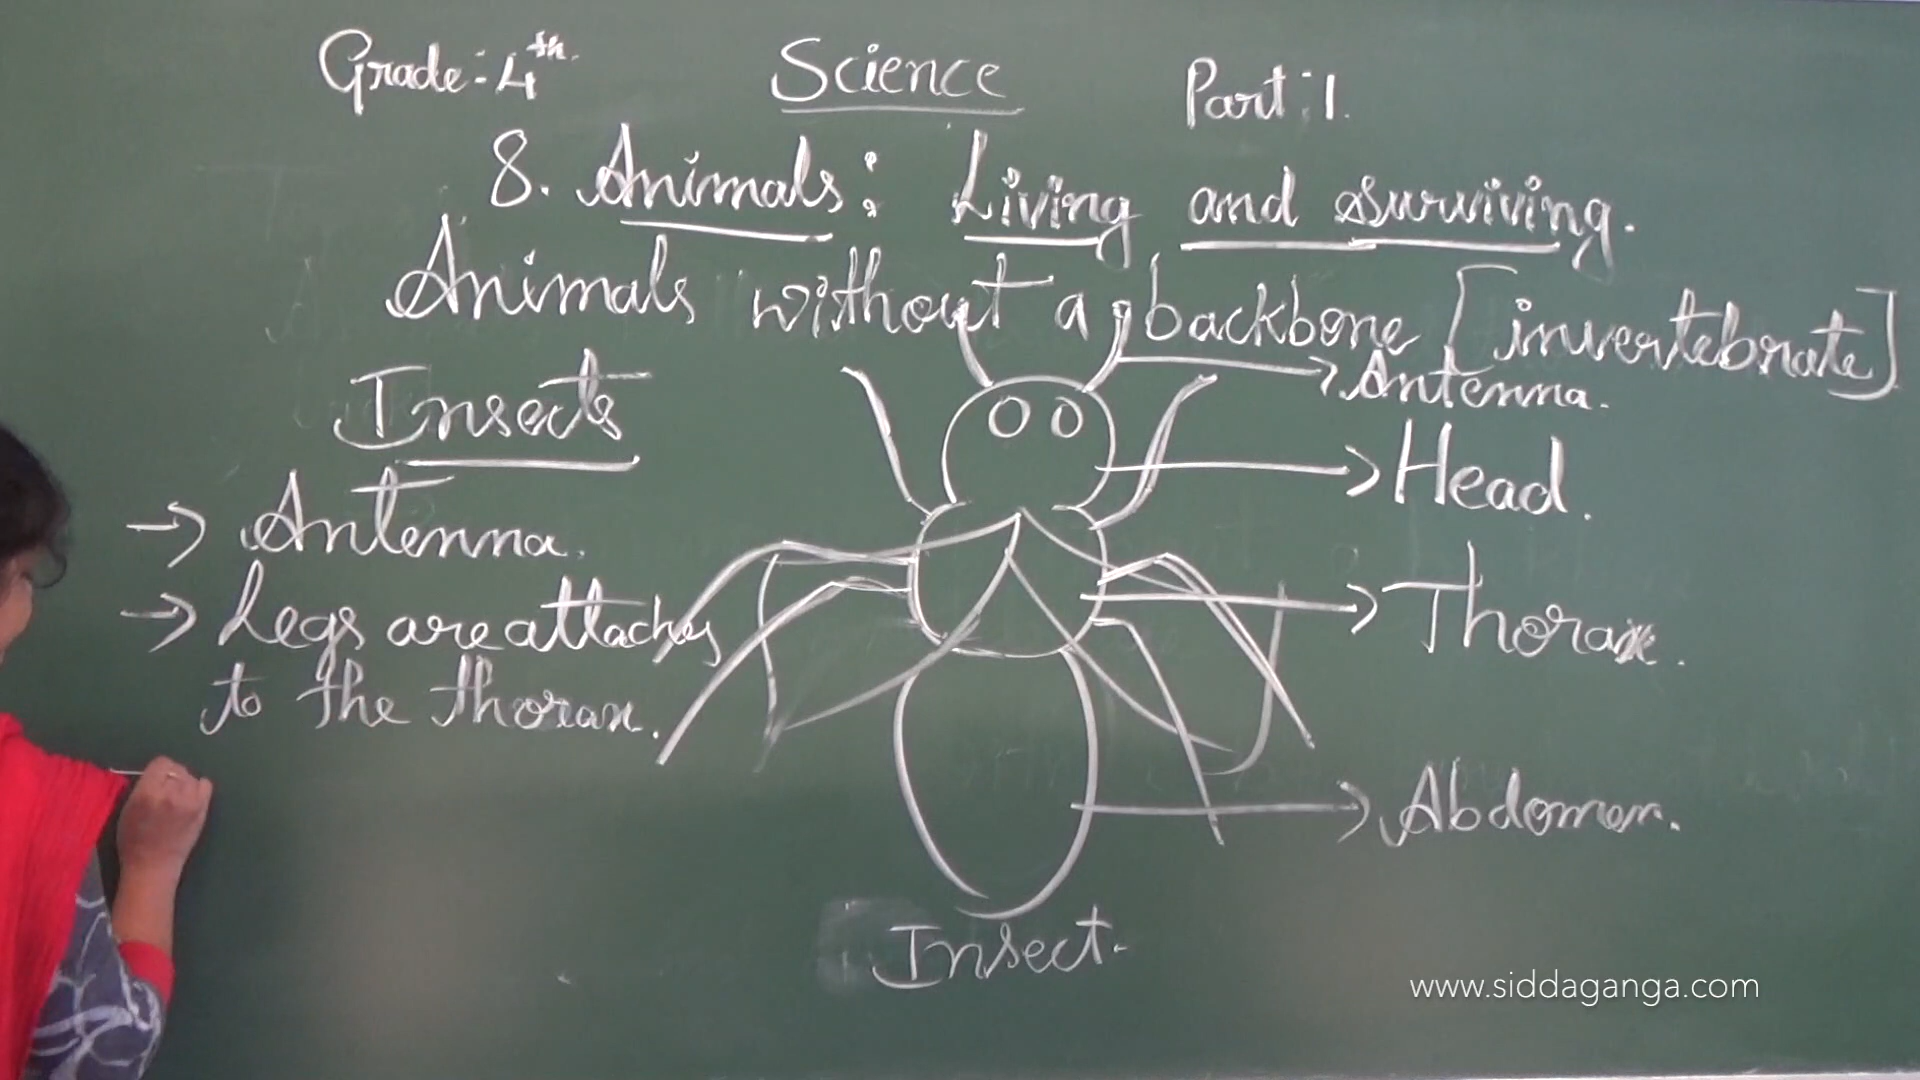 Grade:- 4th.
Science
Part:1.
8. Animals: Living and surviving.
Animals without a backbone [invertebrate]
Insects
→ Antenna.
→ Legs are attaches
to the thorax.
→ Antenna.
→ Head.
→ Thorax.
→ Abdomen.
Insect.
www.siddaganga.com